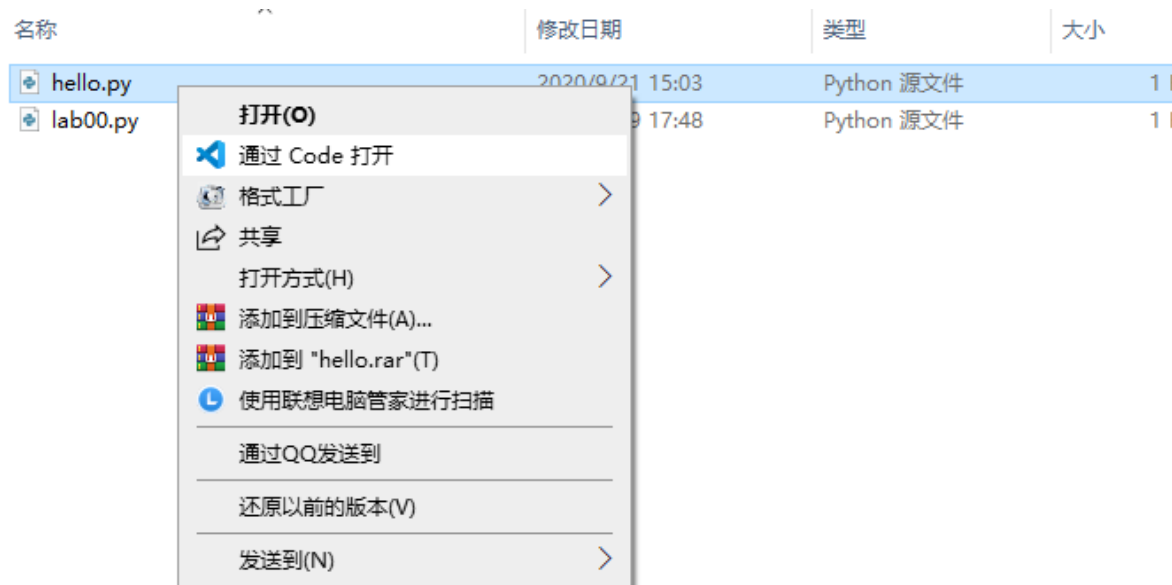 名称 修改日期 类型 大小
hello.py 2020/9/21 15:03 Python 源文件 1
lab00.py 9 17:48 Python 源文件 1
打开(O)
通过 Code 打开
格式工厂
共享
打开方式(H)
添加到压缩文件(A)...
添加到 "hello.rar"(T)
使用联想电脑管家进行扫描
通过QQ发送到
还原以前的版本(V)
发送到(N)